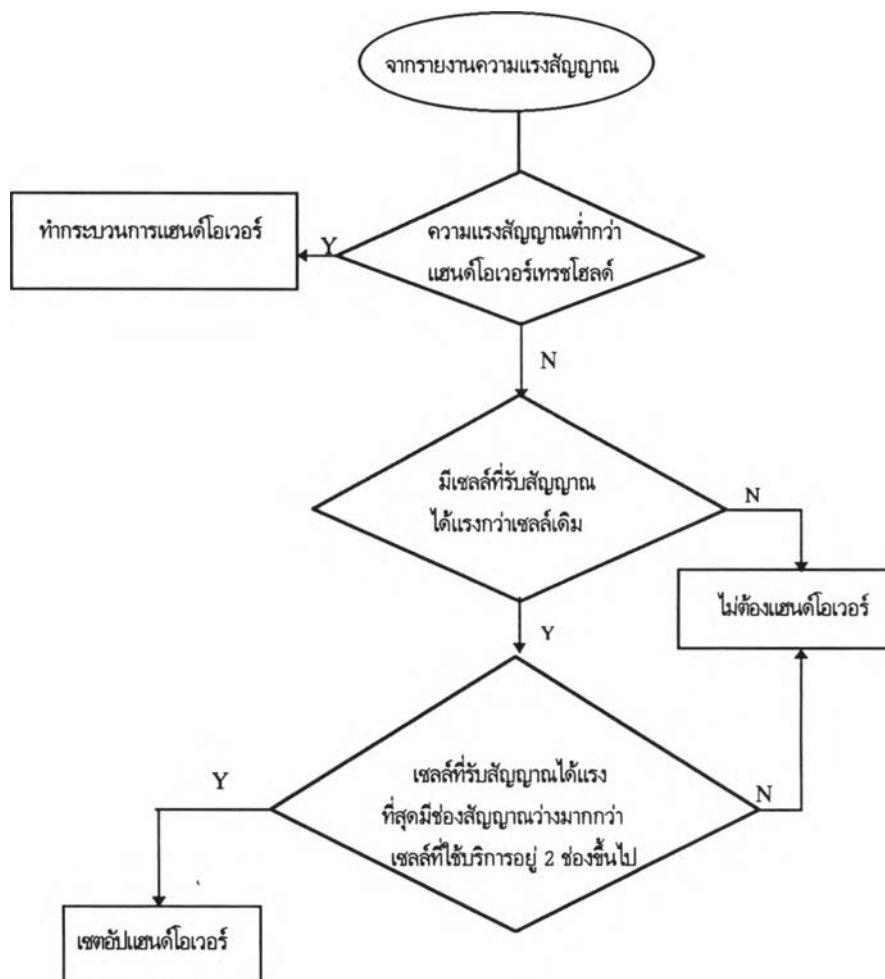 จากรายงานความแรงสัญญาณ
ทำกระบวนการแฮนด์โอเวอร์
Y
ความแรงสัญญาณต่ำกว่า
แฮนด์โอเวอร์เทรชโฮลด์
N
มีเซลล์ที่รับสัญญาณ
ได้แรงกว่าเซลล์เดิม
N
ไม่ต้องแฮนด์โอเวอร์
Y
Y
เซลล์ที่รับสัญญาณได้แรง
ที่สุดมีช่องสัญญาณว่างมากกว่า
เซลล์ที่ใช้บริการอยู่ 2 ช่องขึ้นไป
N
เซตอัปแฮนด์โอเวอร์